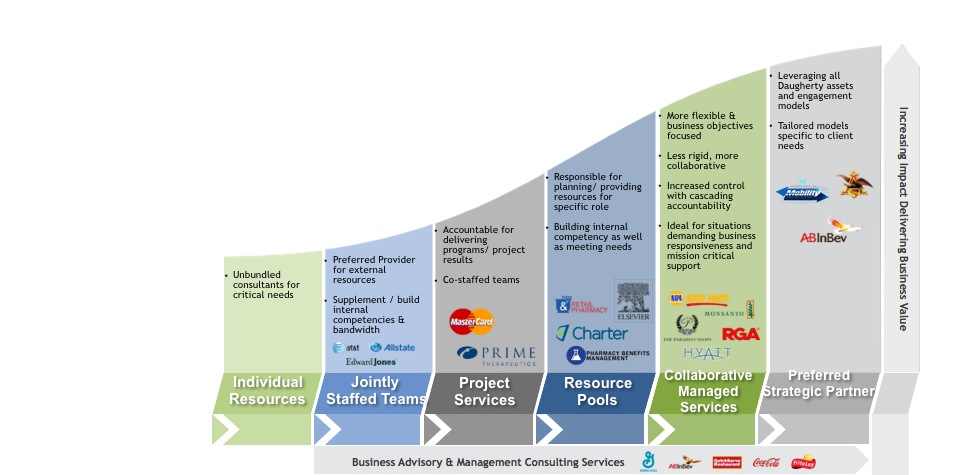 • Unbundled
consultants for
critical needs
Individual
Resources
• Preferred Provider
for external
resources
• Supplement / build
internal
competencies &
bandwidth
at&t
Allstate
Edward Jones
Jointly
Staffed Teams
• Accountable for
delivering
programs/ project
results
• Co-staffed teams
MasterCard
PRIME
THERAPEUTICS
Project
Services
• Responsible for
planning/ providing
resources for
specific role
• Building internal
competency as well
as meeting needs
&
RETAIL
PHARMACY
ELSEVIER
Charter
PHARMACY BENEFITS
MANAGEMENT
Resource
Pools
• More flexible &
business objectives
focused
• Less rigid, more
collaborative
• Increased control
with cascading
accountability
• Ideal for situations
demanding business
responsiveness and
mission critical
support
NAPA AUTO PARTS
MONSANTO
THE PARADIES SHOPS
RGA
HYATT
Collaborative
Managed
Services
• Leveraging all
Daugherty assets
and engagement
models
• Tailored models
specific to client
needs
Mobility
ABInBev
Preferred
Strategic Partner
Increasing Impact Delivering Business Value
Business Advisory & Management Consulting Services
ABInBev
QuikServe
Restaurant
Coca-Cola
FritoLay